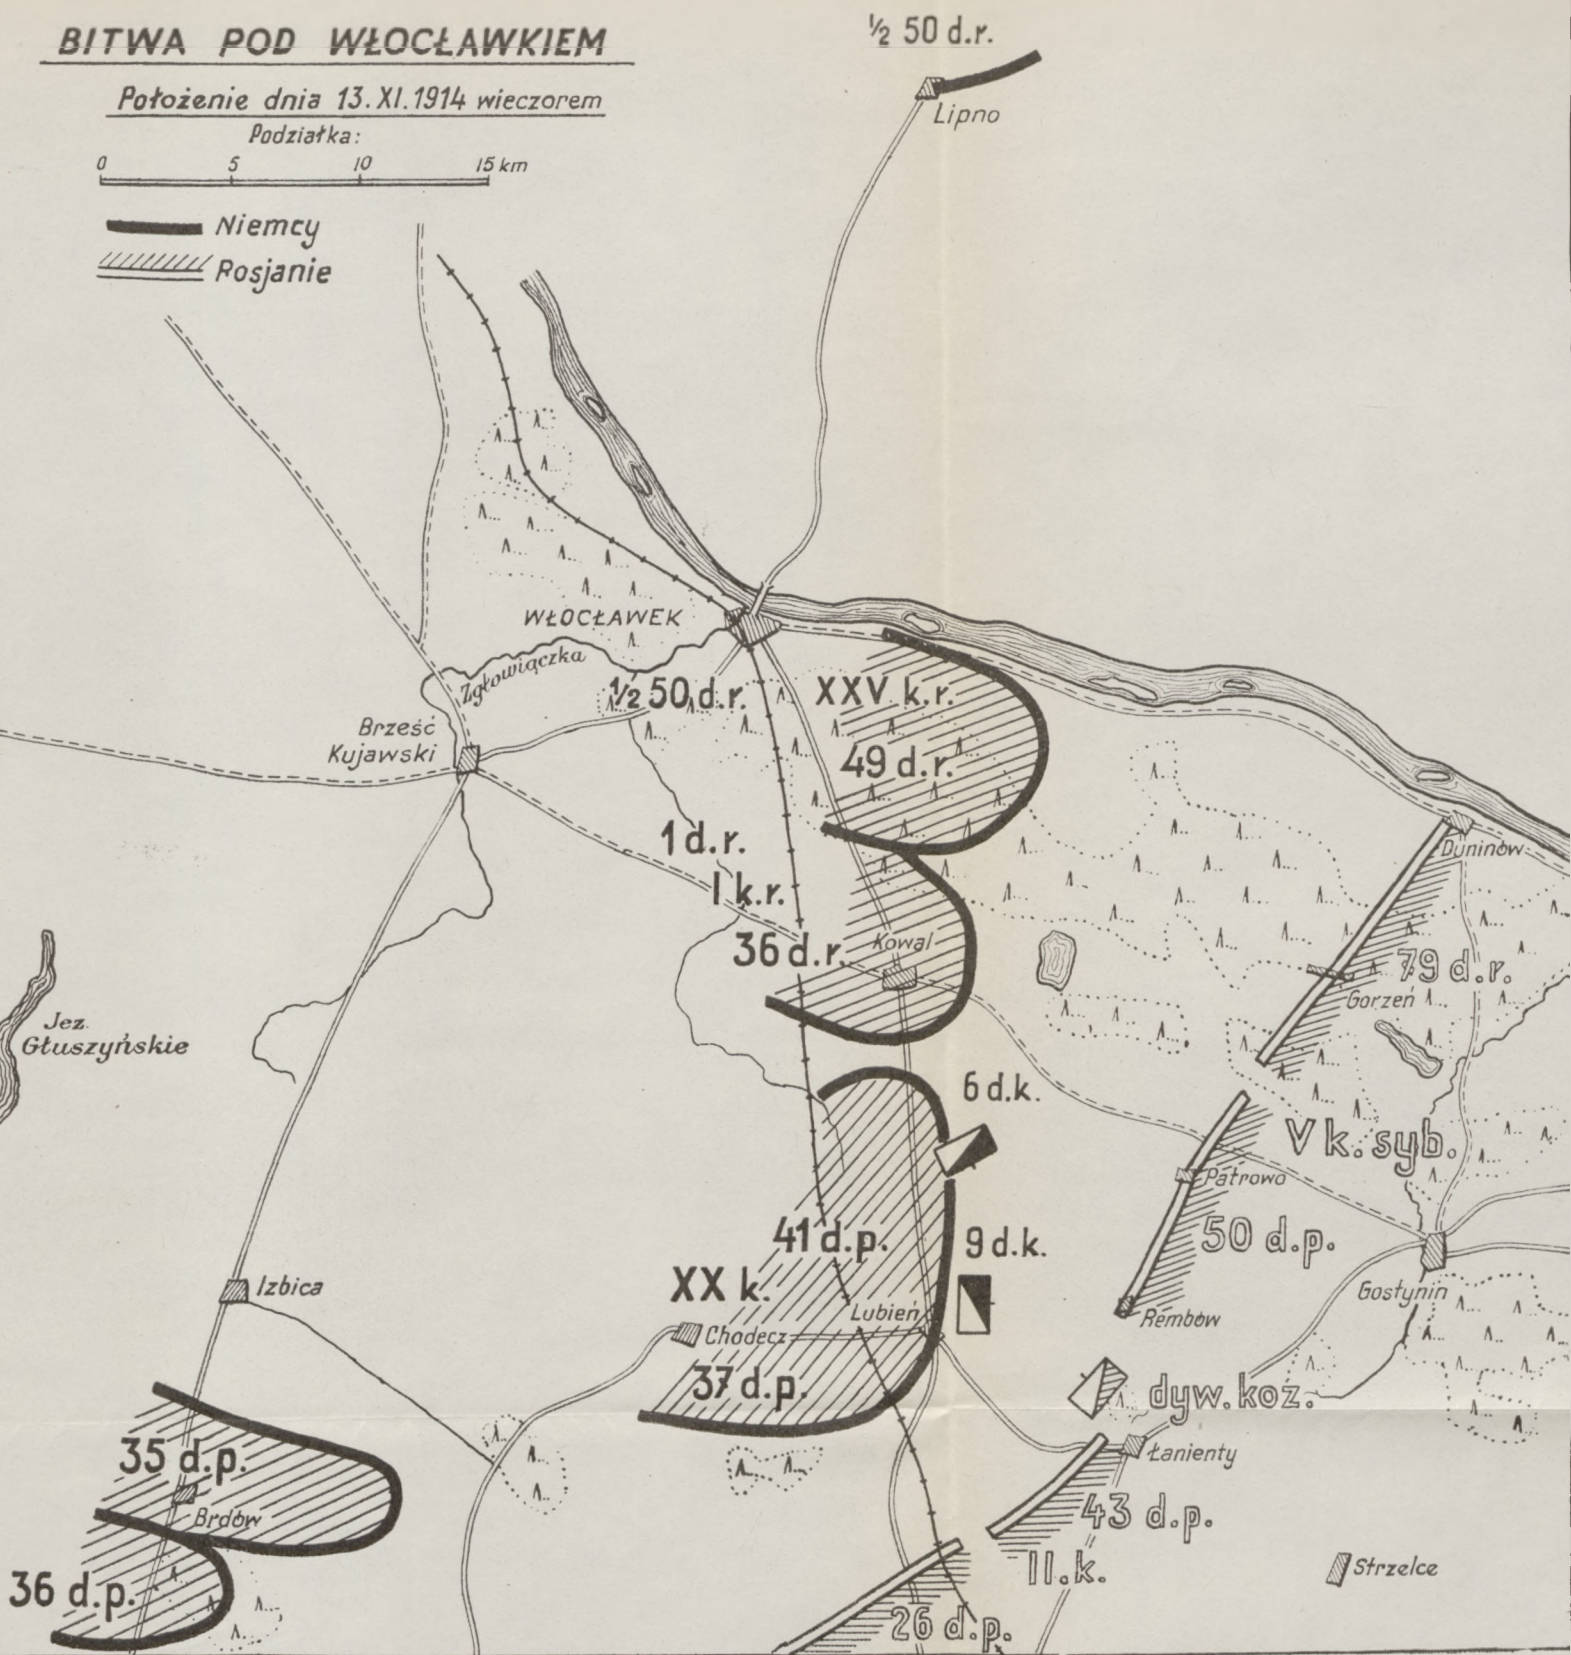 BITWA POD WŁOCŁAWKIEM
Położenie dnia 13.XI.1914 wieczorem
Podziałka:
0 5 10 15 km
Niemcy
Rosjanie
½ 50 d.r.
Lipno
WŁOCŁAWEK
Zgłowiączka
½ 50 d.r.
XXV k.r.
49 d.r.
Brześć
Kujawski
1 d.r.
I k.r.
36 d.r.
Kowal
Duninów
79 d.r.
Gorzeń
Jez.
Głuszyńskie
6 d.k.
V k. syb.
Patrowo
50 d.p.
41 d.p.
9 d.k.
XX k.
Izbica
Lubień
Chodecz
Gostynin
Rembów
37 d.p.
dyw. koz.
35 d.p.
Brdów
Łanienty
43 d.p.
II.k.
Strzelce
36 d.p.
26 d.p.